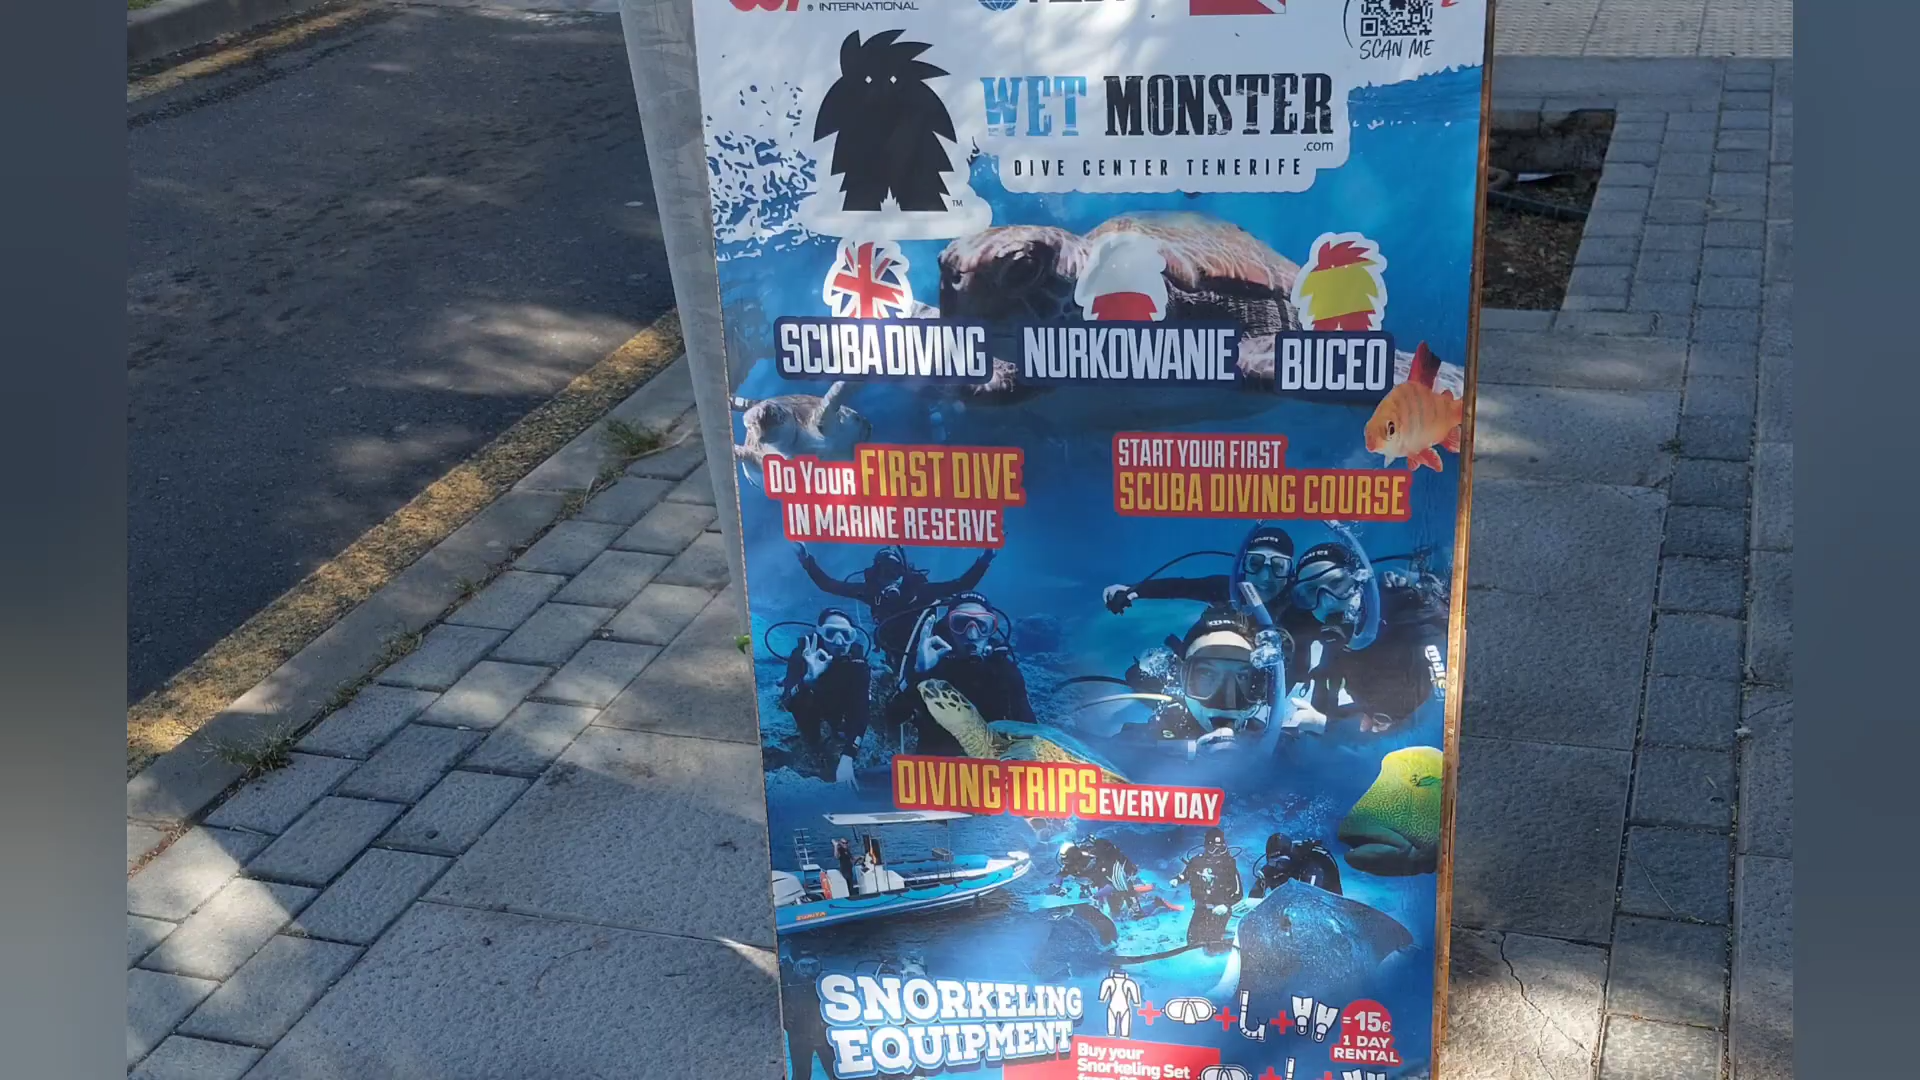 INTERNATIONAL
SCAN ME
WET MONSTER
.com
DIVE CENTER TENERIFE
TM
SCUBA DIVING
NURKOWANIE
BUCEO
DO YOUR FIRST DIVE
IN MARINE RESERVE
START YOUR FIRST
SCUBA DIVING COURSE
DIVING TRIPS EVERY DAY
SNORKELING
EQUIPMENT
+ + +
= 15€
1 DAY
RENTAL
Buy your
Snorkeling Set